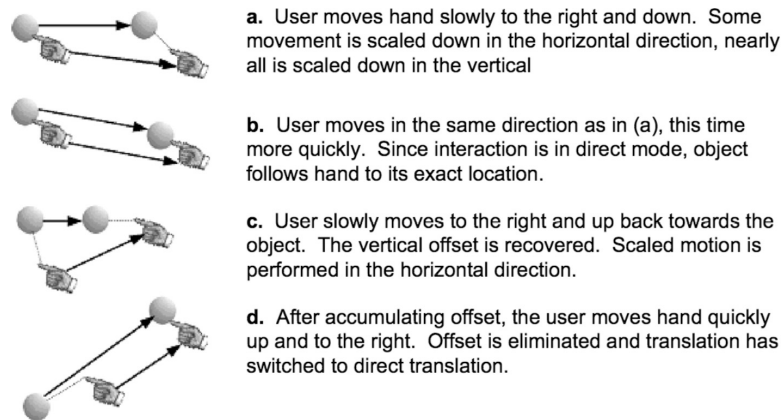 a. User moves hand slowly to the right and down. Some
movement is scaled down in the horizontal direction, nearly
all is scaled down in the vertical
b. User moves in the same direction as in (a), this time
more quickly. Since interaction is in direct mode, object
follows hand to its exact location.
c. User slowly moves to the right and up back towards the
object. The vertical offset is recovered. Scaled motion is
performed in the horizontal direction.
d. After accumulating offset, the user moves hand quickly
up and to the right. Offset is eliminated and translation has
switched to direct translation.